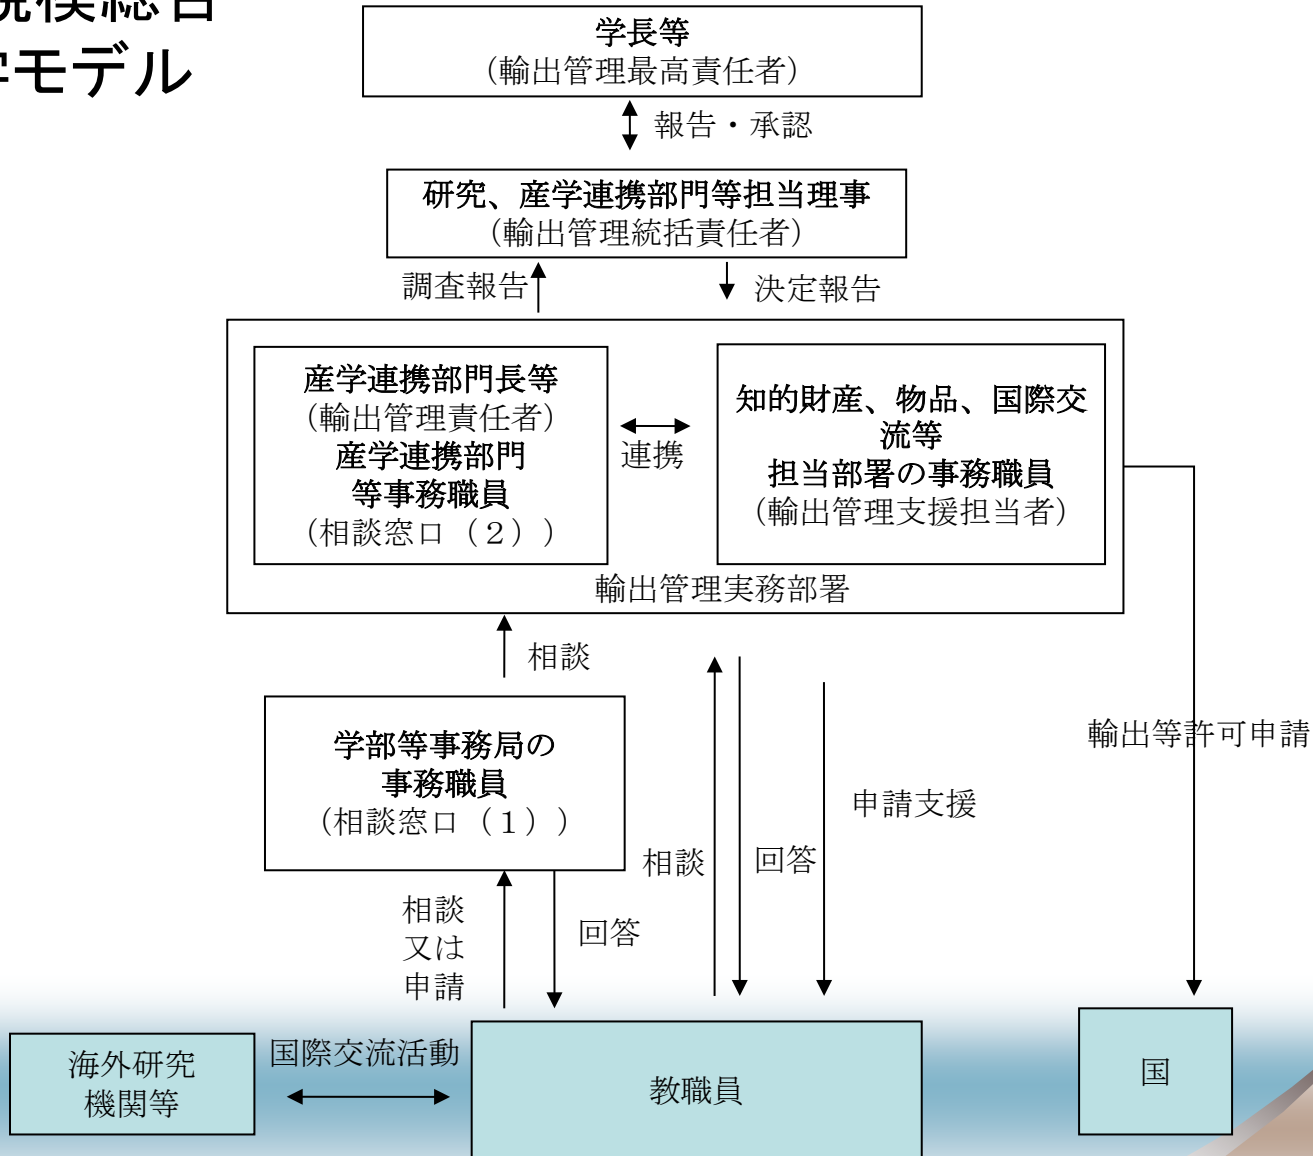 学モデル
学長等
（輸出管理最高責任者）
報告・承認
研究、産学連携部門等担当理事
（輸出管理統括責任者）
調査報告
決定報告
産学連携部門長等
（輸出管理責任者）
産学連携部門
等事務職員
（相談窓口（２））
連携
知的財産、物品、国際交
流等
担当部署の事務職員
（輸出管理支援担当者）
輸出管理実務部署
相談
学部等事務局の
事務職員
（相談窓口（１））
輸出等許可申請
申請支援
相談
回答
相談
又は
申請
回答
国際交流活動
海外研究
機関等
教職員
国